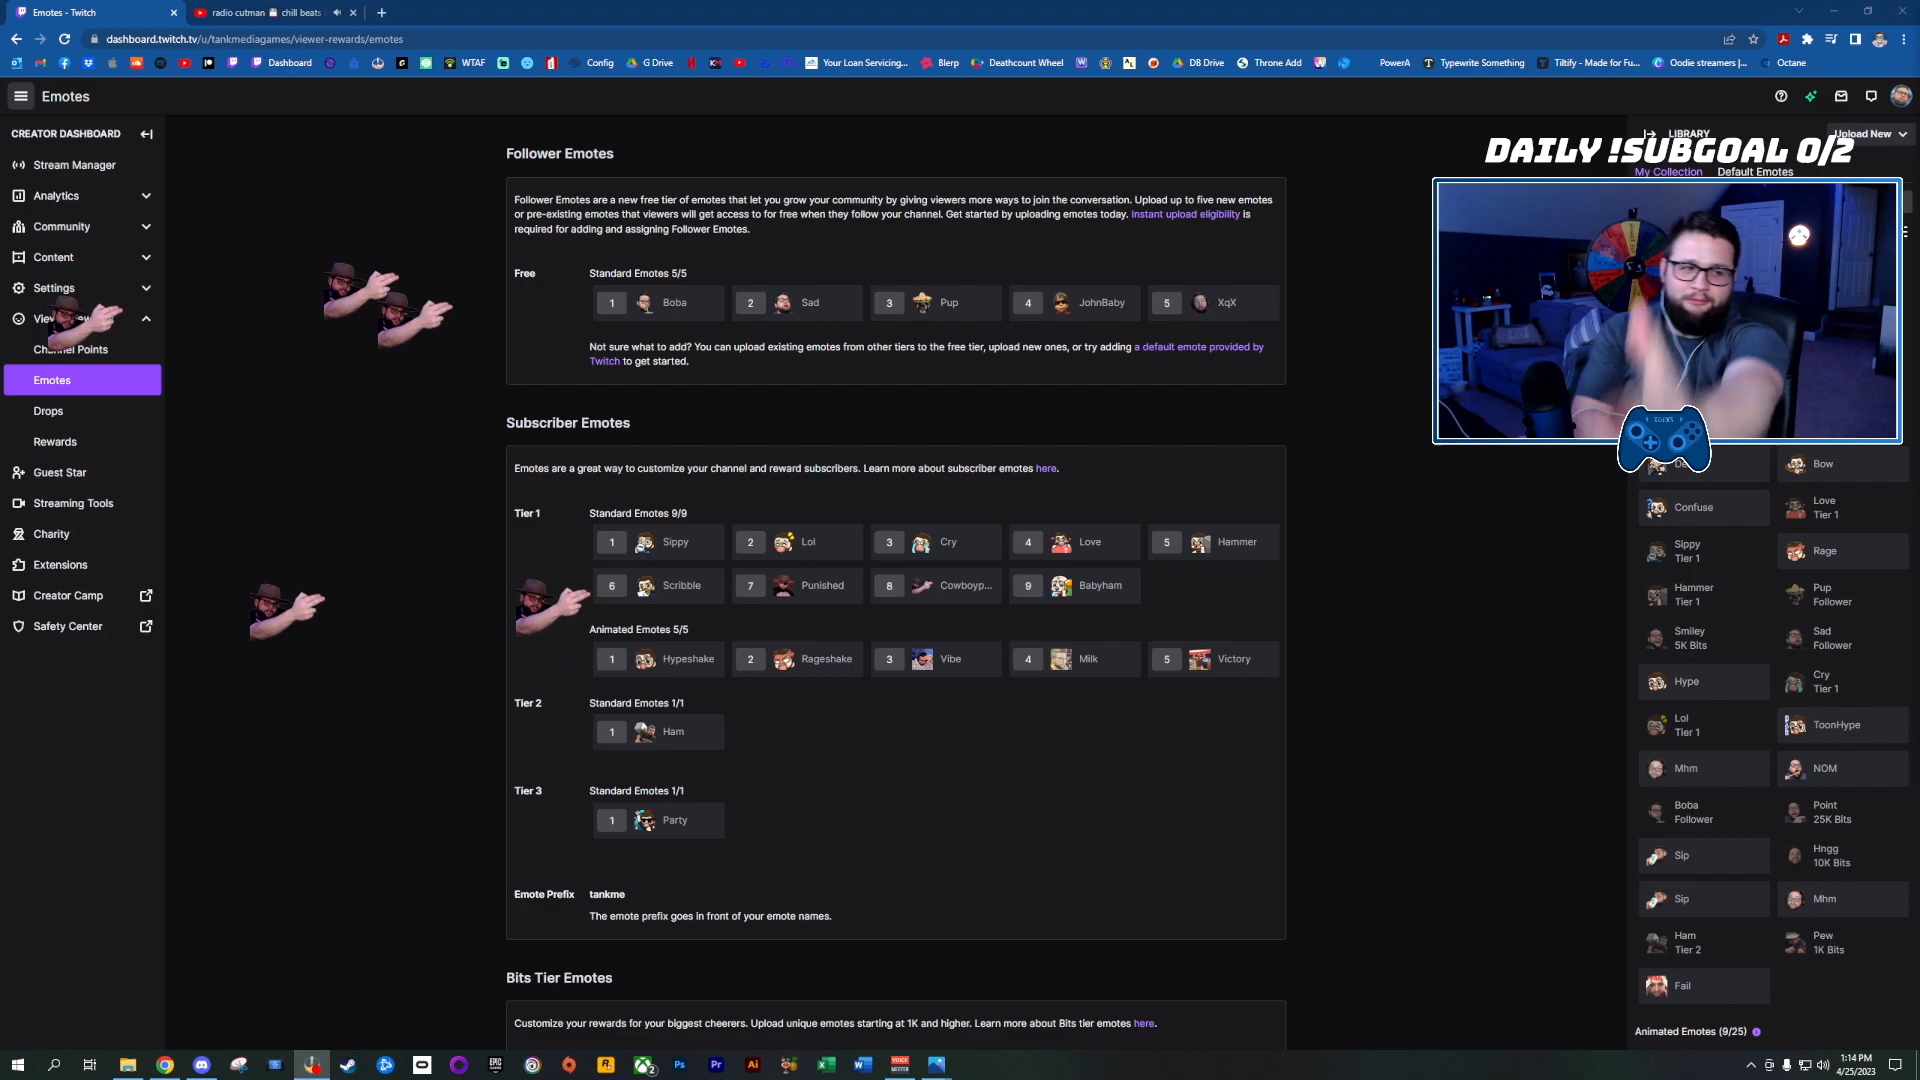 Emotes - Twitch
radio cutman
chill beats
dashboard.twitch.tv/u/tankmediagames/viewer-rewards/emotes
Dashboard
WTAF
Config
G Drive
Your Loan Servicing...
Blerp
Deathcount Wheel
DB Drive
Throne Add
PowerA
Typewrite Something
Tiltify - Made for Fu...
Oodie streamers |...
Octane
Emotes
CREATOR DASHBOARD
Stream Manager
Analytics
Community
Content
Settings
Channel Points
Emotes
Drops
Rewards
Guest Star
Streaming Tools
Charity
Extensions
Creator Camp
Safety Center
Follower Emotes
Follower Emotes are a new free tier of emotes that let you grow your community by giving viewers more ways to join the conversation. Upload up to five new emotes
or pre-existing emotes that viewers will get access to for free when they follow your channel. Get started by uploading emotes today. Instant upload eligibility is
required for adding and assigning Follower Emotes.
Free
Standard Emotes 5/5
1 Boba 2 Sad 3 Pup 4 JohnBaby 5 XqX
Not sure what to add? You can upload existing emotes from other tiers to the free tier, upload new ones, or try adding a default emote provided by
Twitch to get started.
Subscriber Emotes
Emotes are a great way to customize your channel and reward subscribers. Learn more about subscriber emotes here.
Tier 1
Standard Emotes 9/9
1 Sippy 2 Lol 3 Cry 4 Love 5 Hammer
6 Scribble 7 Punished 8 Cowboyp... 9 Babyham
Animated Emotes 5/5
1 Hypeshake 2 Rageshake 3 Vibe 4 Milk 5 Victory
Tier 2
Standard Emotes 1/1
1 Ham
Tier 3
Standard Emotes 1/1
1 Party
Emote Prefix
tankme
The emote prefix goes in front of your emote names.
Bits Tier Emotes
Customize your rewards for your biggest cheerers. Upload unique emotes starting at 1K and higher. Learn more about Bits tier emotes here.
LIBRARY
Upload New
DAILY !SUBGOAL 0/2
My Collection
Default Emotes
Bow
Confuse
Love
Tier 1
Sippy
Tier 1
Rage
Hammer
Tier 1
Pup
Follower
Smiley
5K Bits
Sad
Follower
Hype
Cry
Tier 1
Lol
Tier 1
ToonHype
Mhm
NOM
Boba
Follower
Point
25K Bits
Sip
Hngg
10K Bits
Sip
Mhm
Ham
Tier 2
Pew
1K Bits
Fail
Animated Emotes (9/25)
1:14 PM
4/25/2023